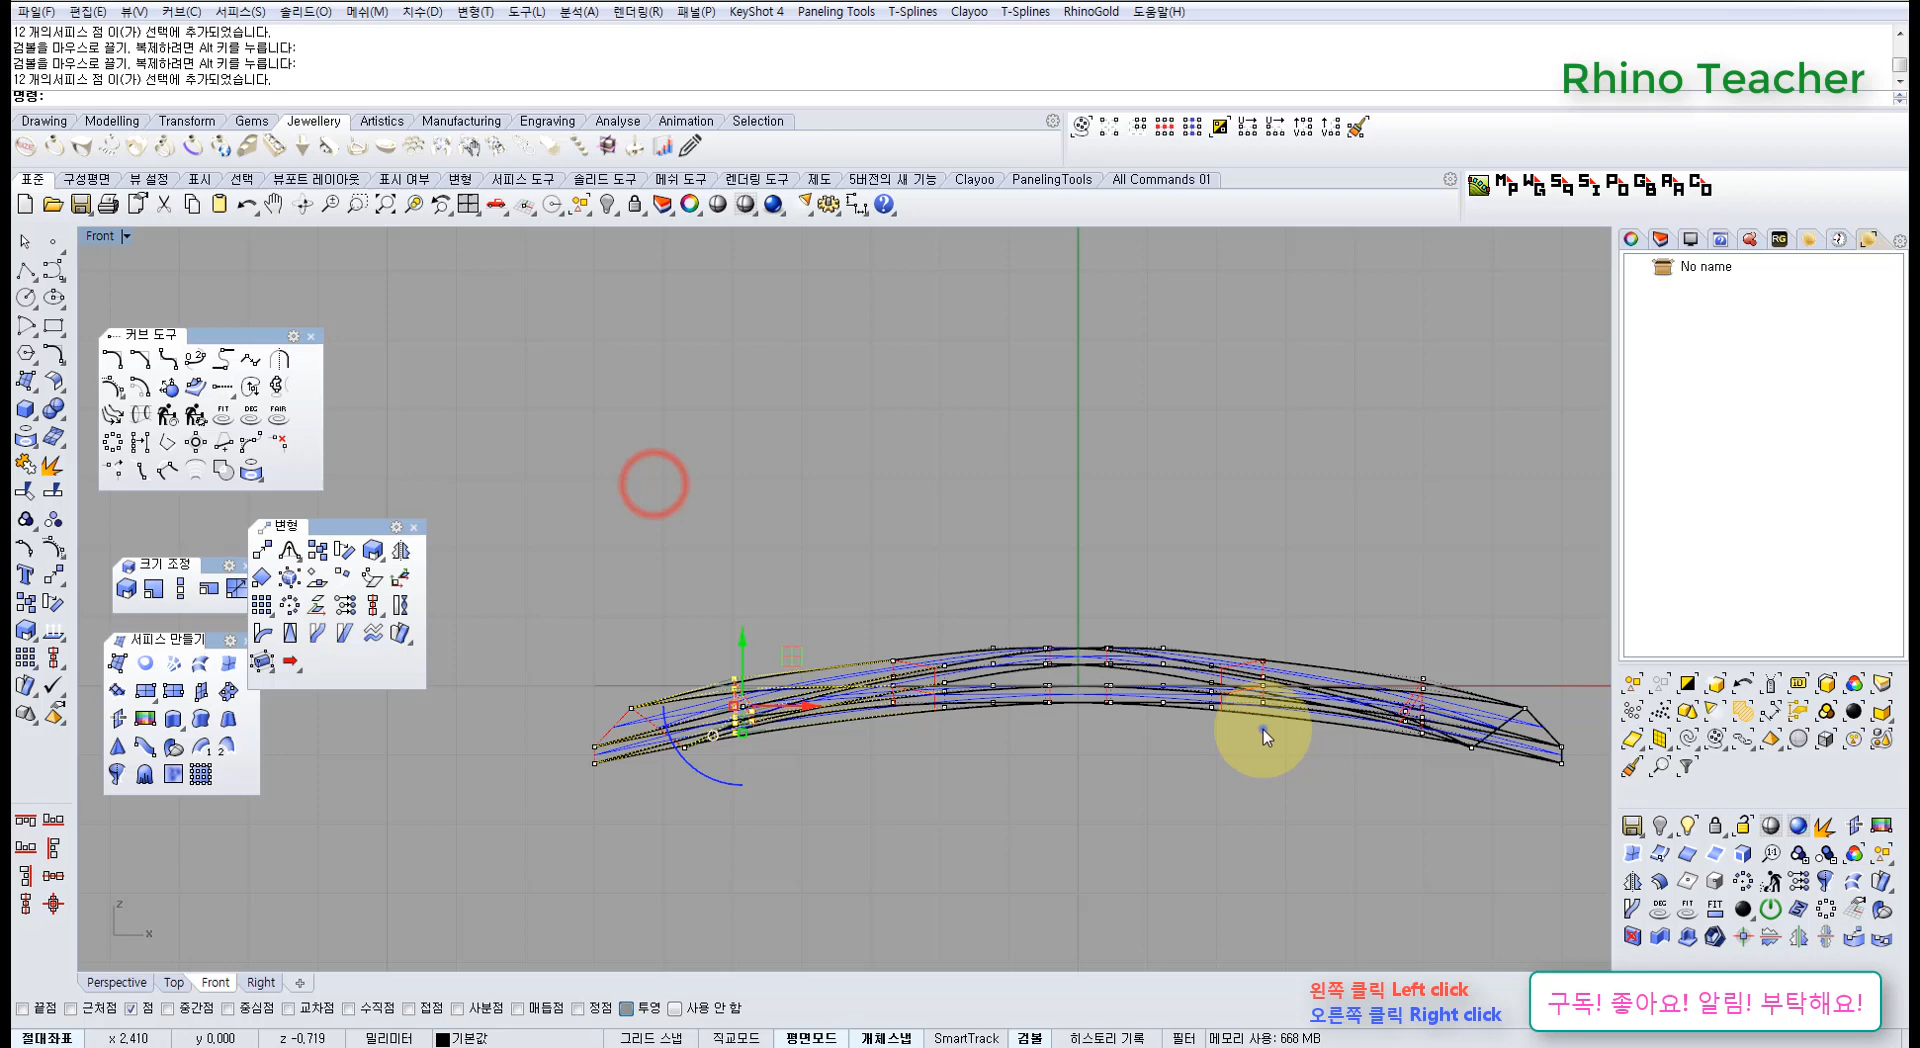 파일(F) 편집(E) 뷰(V) 커브(C) 서피스(S) 솔리드(O) 메쉬(M) 치수(D) 변형(T) 도구(L) 분석(A) 렌더링(R) 패널(P) KeyShot 4 Paneling Tools T-Splines Clayoo T-Splines RhinoGold 도움말(H)
12 개의서피스 점 이(가) 선택에 추가되었습니다.
검볼을 마우스로 끌기, 복제하려면 Alt 키를 누릅니다:
검볼을 마우스로 끌기, 복제하려면 Alt 키를 누릅니다:
12 개의서피스 점 이(가) 선택에 추가되었습니다.
명령:
Rhino Teacher
Drawing Modelling Transform Gems Jewellery Artistics Manufacturing Engraving Analyse Animation Selection
표준 구성평면 뷰 설정 표시 선택 뷰포트 레이아웃 표시 여부 변형 서피스 도구 솔리드 도구 메쉬 도구 렌더링 도구 제도 5버전의 새 기능 Clayoo PanelingTools All Commands 01
Front
No name
커브 도구
FIT DEG FAIR
변형
크기 조정
서피스 만들기
z
x
DEG FIT FIT
Perspective Top Front Right
끝점 근처점 점 중간점 중심점 교차점 수직점 접점 사분점 매듭점 정점 투영 사용 안 함
왼쪽 클릭 Left click
오른쪽 클릭 Right click
구독! 좋아요! 알림! 부탁해요!
절대좌표 x 2,410 y 0,000 z -0,719 밀리미터 기본값 그리드 스냅 직교모드 평면모드 개체스냅 SmartTrack 검볼 히스토리 기록 필터 메모리 사용: 668 MB